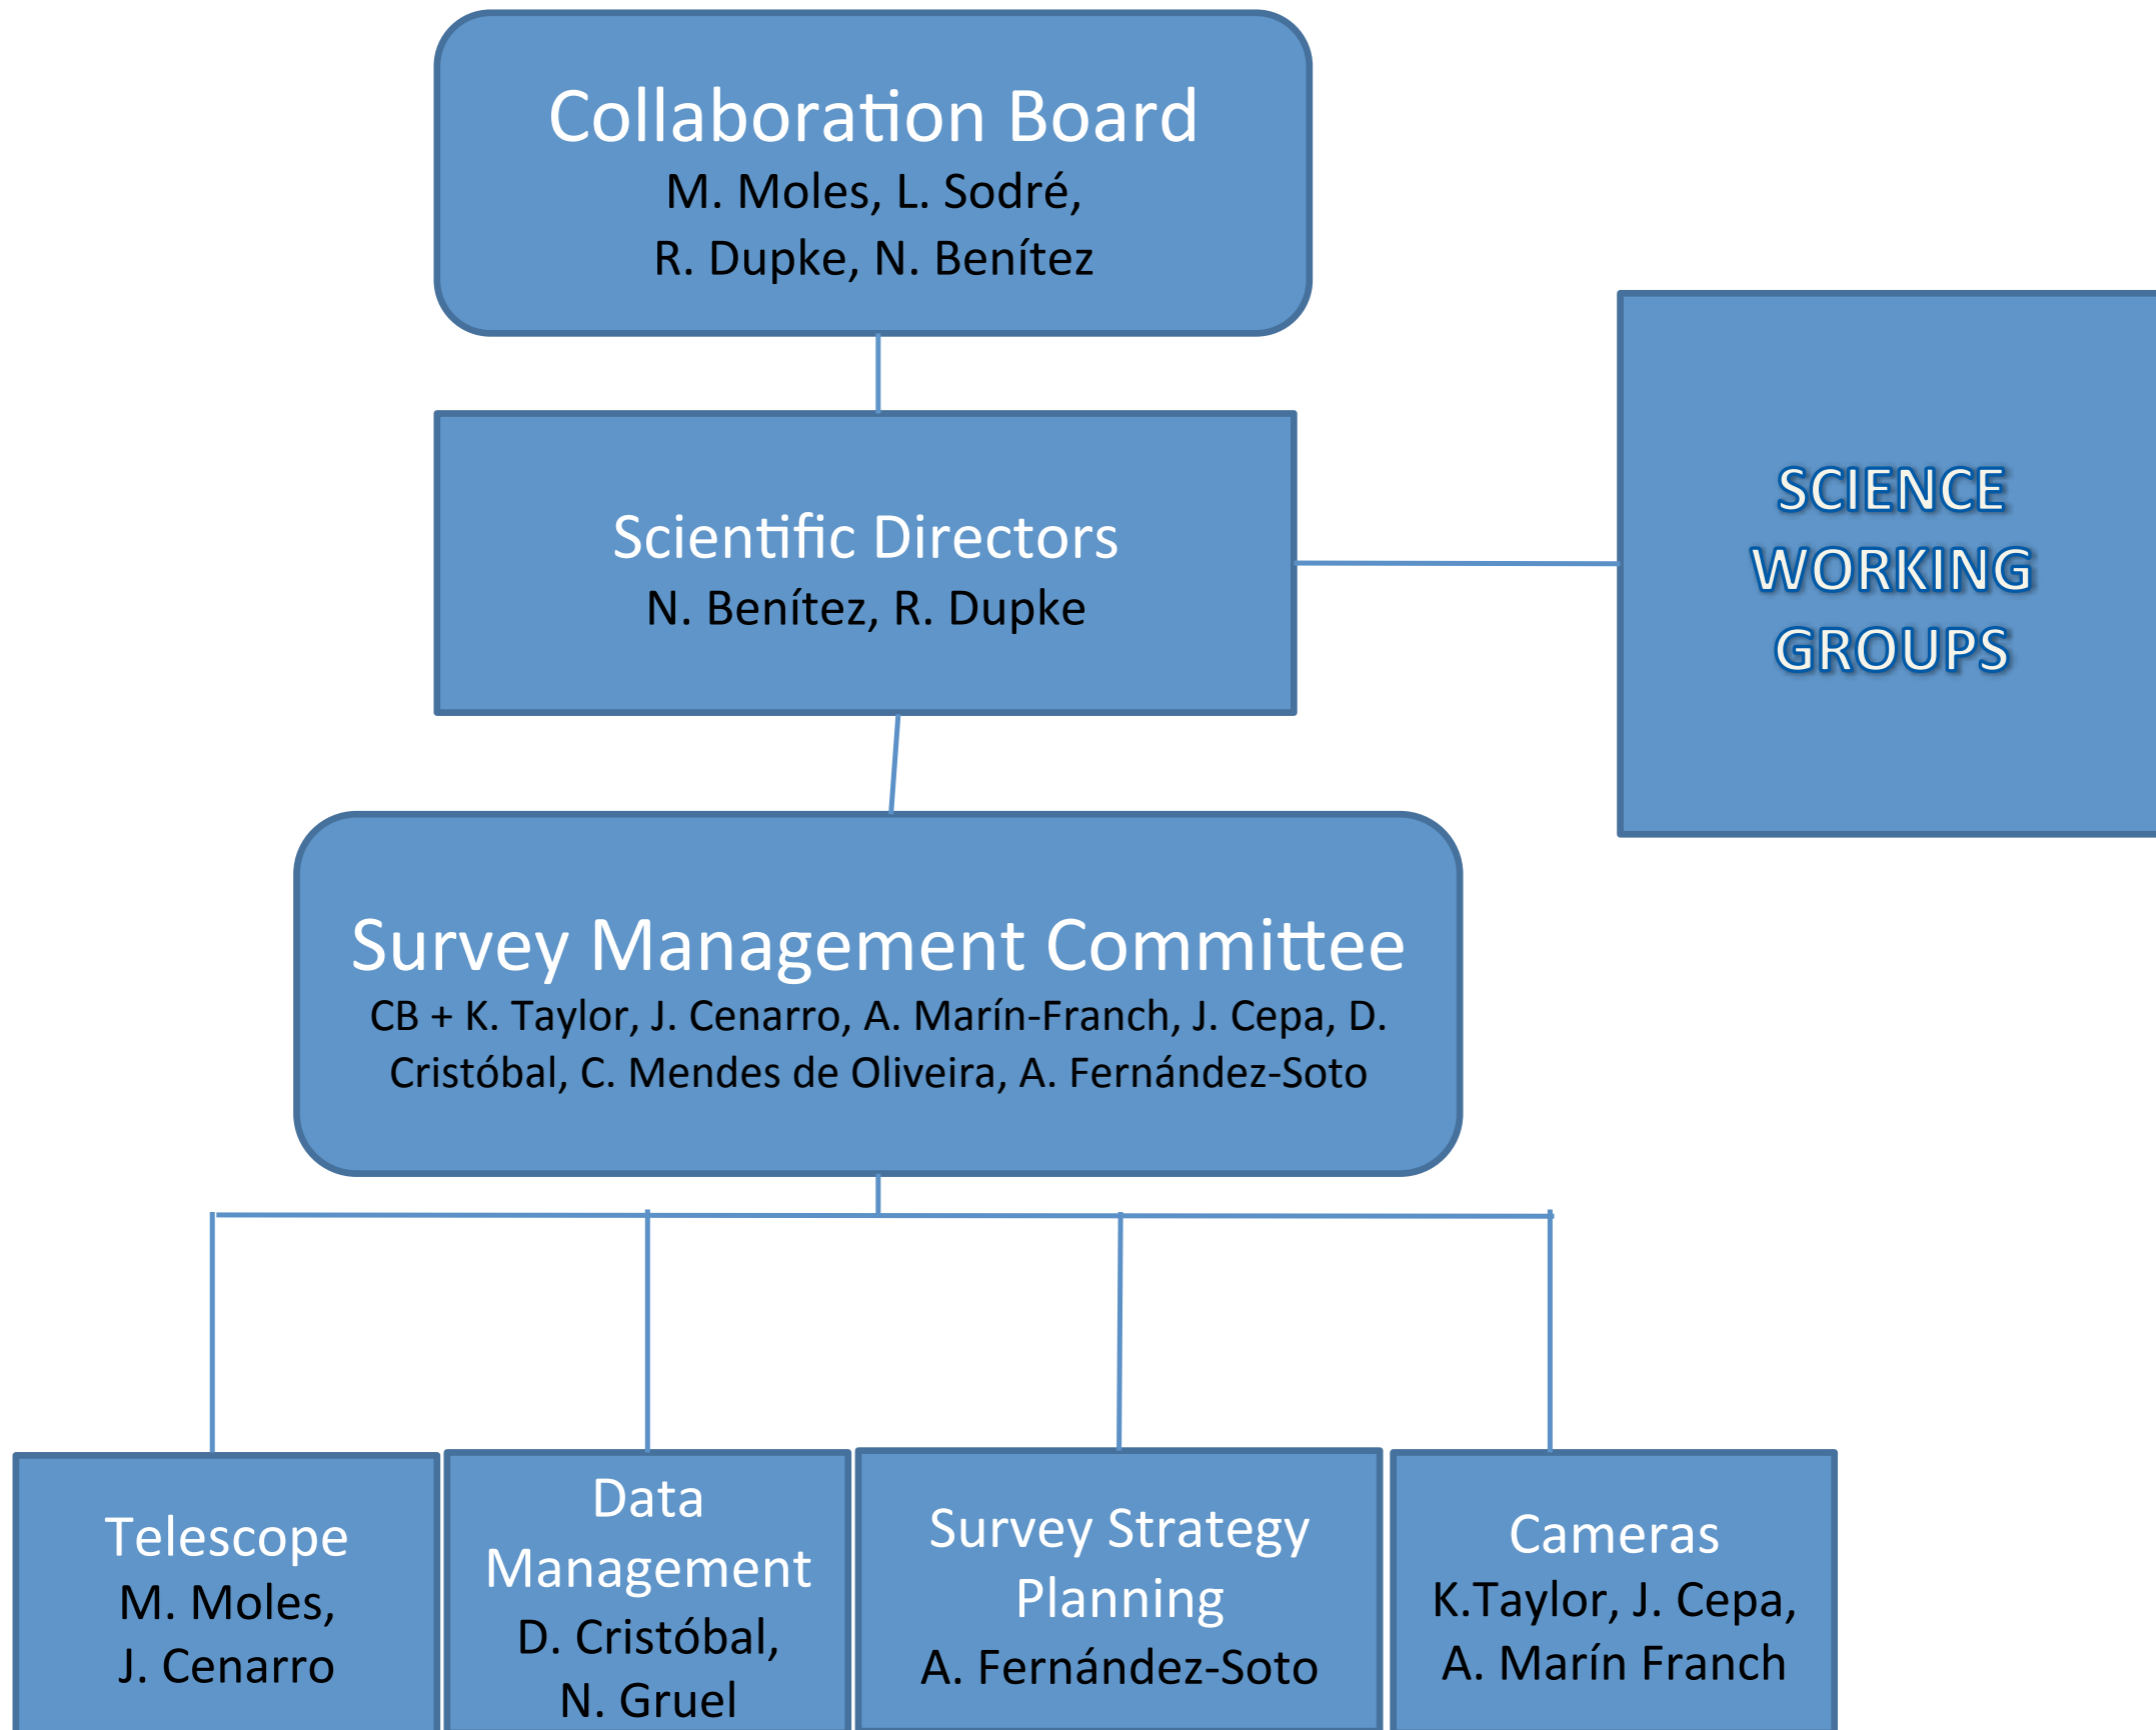 Collaboration Board
M. Moles, L. Sodré,
R. Dupke, N. Benítez
Scientific Directors
N. Benítez, R. Dupke
SCIENCE
WORKING
GROUPS
Survey Management Committee
CB + K. Taylor, J. Cenarro, A. Marín-Franch, J. Cepa, D.
Cristóbal, C. Mendes de Oliveira, A. Fernández-Soto
Telescope
M. Moles,
J. Cenarro
Data
Management
D. Cristóbal,
N. Gruel
Survey Strategy
Planning
A. Fernández-Soto
Cameras
K.Taylor, J. Cepa,
A. Marín Franch